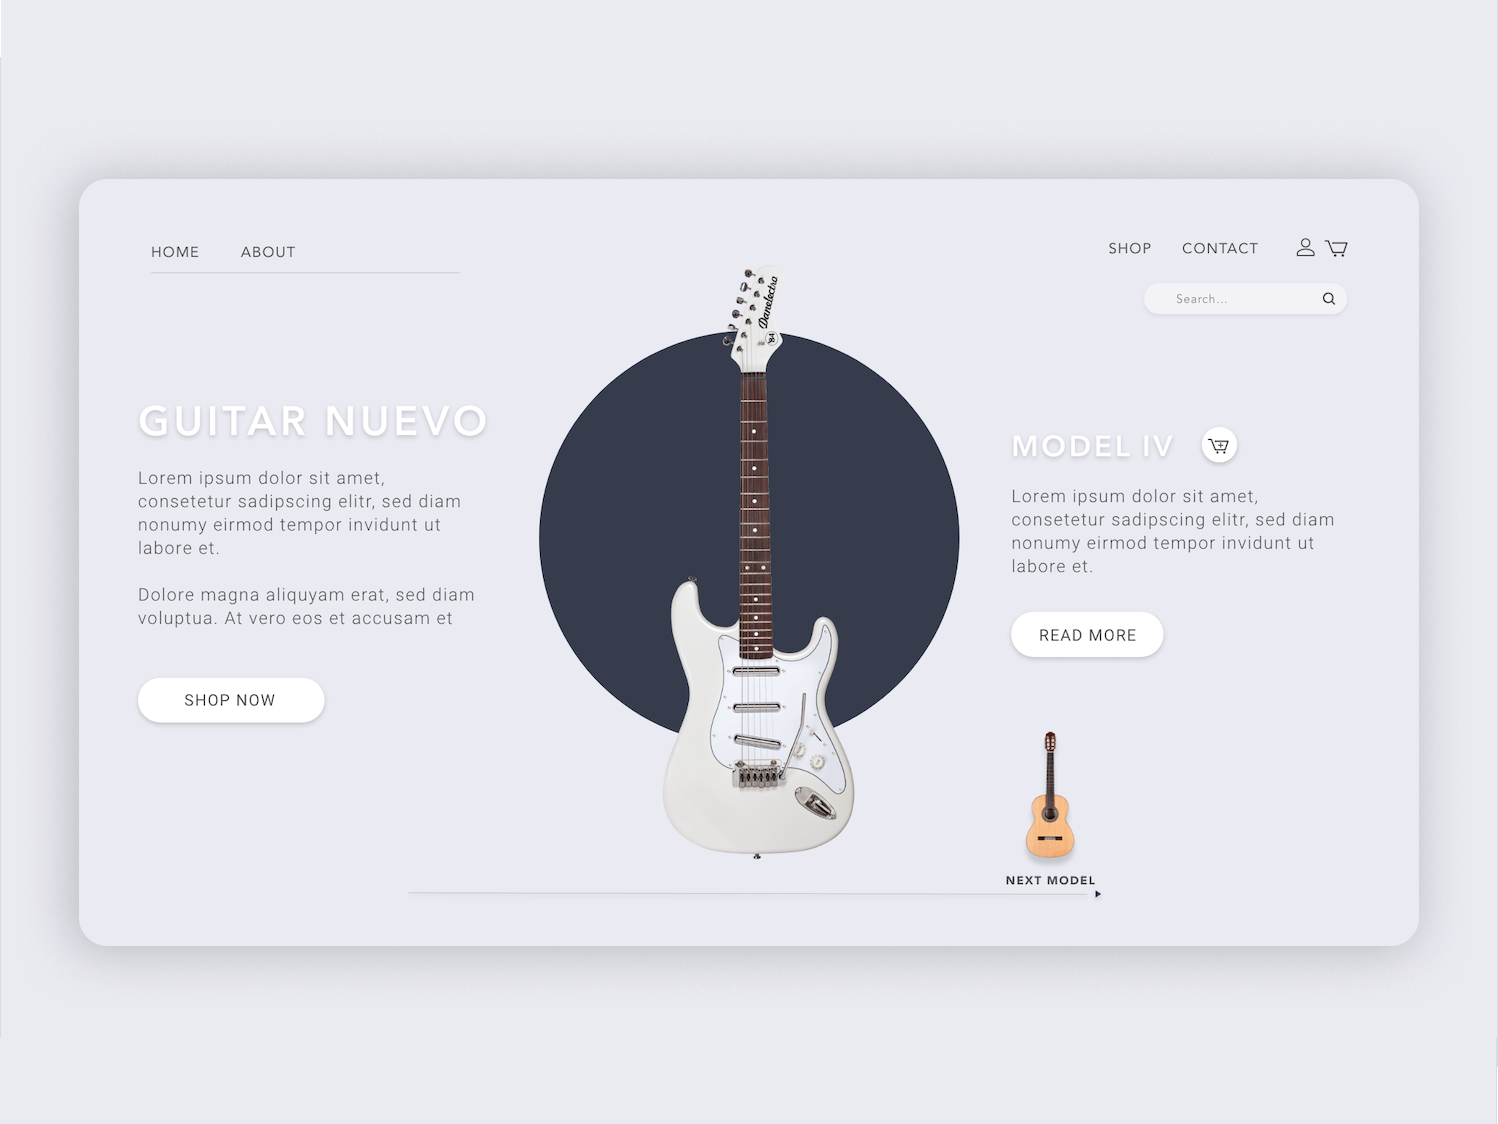 HOME ABOUT
SHOP CONTACT
Search...
Danelectro
'84
GUITAR NUEVO
Lorem ipsum dolor sit amet,
consetetur sadipscing elitr, sed diam
nonumy eirmod tempor invidunt ut
labore et.
Dolore magna aliquyam erat, sed diam
voluptua. At vero eos et accusam et
SHOP NOW
MODEL IV
Lorem ipsum dolor sit amet,
consetetur sadipscing elitr, sed diam
nonumy eirmod tempor invidunt ut
labore et.
READ MORE
NEXT MODEL